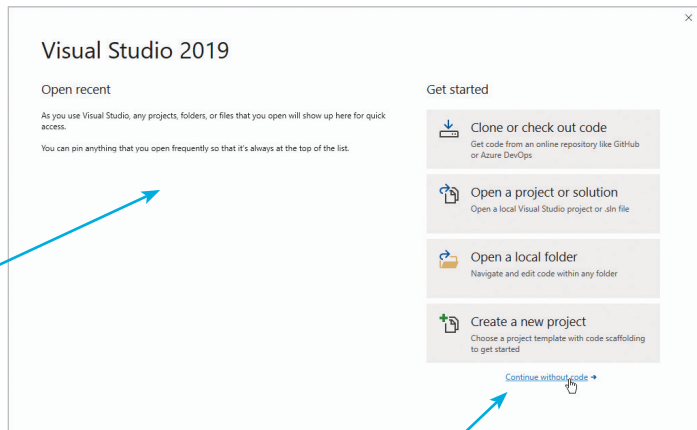 Visual Studio 2019
Open recent
As you use Visual Studio, any projects, folders, or files that you open will show up here for quick
access.
You can pin anything that you open frequently so that it's always at the top of the list.
Get started
Clone or check out code
Get code from an online repository like GitHub
or Azure DevOps
Open a project or solution
Open a local Visual Studio project or .sln file
Open a local folder
Navigate and edit code within any folder
Create a new project
Choose a project template with code scaffolding
to get started
Continue without code →